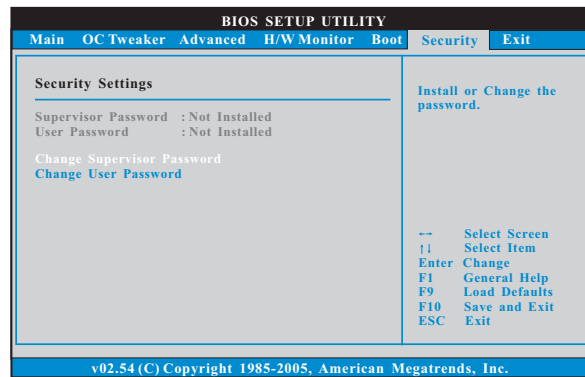 BIOS SETUP UTILITY
Main OC Tweaker Advanced H/W Monitor Boot Security Exit
Security Settings
Supervisor Password : Not Installed
User Password : Not Installed
Change Supervisor Password
Change User Password
Install or Change the
password.
←→ Select Screen
↑↓ Select Item
Enter Change
F1 General Help
F9 Load Defaults
F10 Save and Exit
ESC Exit
v02.54 (C) Copyright 1985-2005, American Megatrends, Inc.